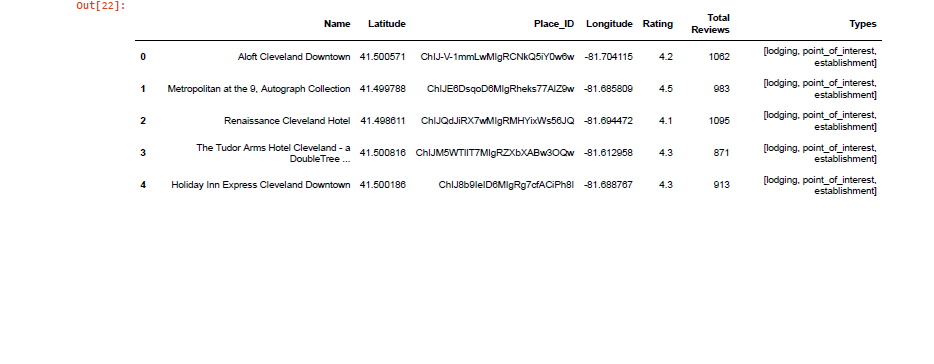 Out[22]:
Name Latitude Place_ID Longitude Rating Total Reviews Types
0 Aloft Cleveland Downtown 41.500571 ChIJ-V-1mmLwMIgRCNkQ5iY0w6w -81.704115 4.2 1062 [lodging, point_of_interest, establishment]
1 Metropolitan at the 9, Autograph Collection 41.499788 ChIJE6DsqoD6MIgRheks77AIZ9w -81.685809 4.5 983 [lodging, point_of_interest, establishment]
2 Renaissance Cleveland Hotel 41.498611 ChIJQdJiRX7wMIgRMHYixWs56JQ -81.694472 4.1 1095 [lodging, point_of_interest, establishment]
3 The Tudor Arms Hotel Cleveland - a DoubleTree ... 41.500816 ChIJM5WTIIT7MIgRZXbXABw3OQw -81.612958 4.3 871 [lodging, point_of_interest, establishment]
4 Holiday Inn Express Cleveland Downtown 41.500186 ChIJ8b9IeID6MIgRg7cfACiPh8I -81.688767 4.3 913 [lodging, point_of_interest, establishment]